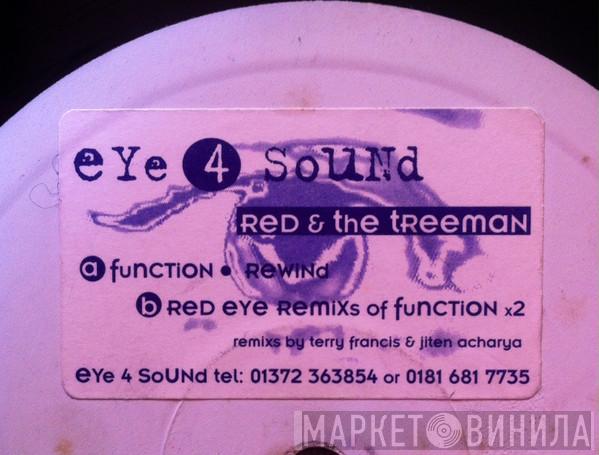 eYe 4 SoUNd
ReD & the tReemaN
a fuNCTION • ReWINd
b ReD eYe RemIXs of fuNCTION x2
remixs by terry francis & jiten acharya
eYe 4 SoUNd tel: 01372 363854 or 0181 681 7735
МАРКЕТ ВИНИЛА